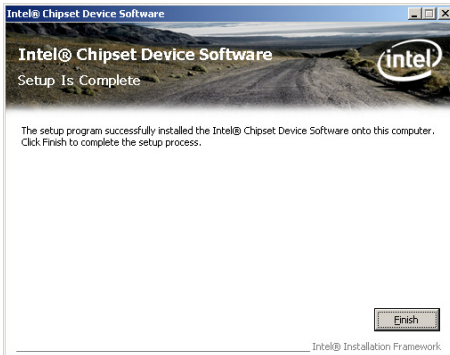 Intel® Chipset Device Software
Intel® Chipset Device Software
intel
Setup Is Complete
The setup program successfully installed the Intel® Chipset Device Software onto this computer.
Click Finish to complete the setup process.
Finish
Intel® Installation Framework